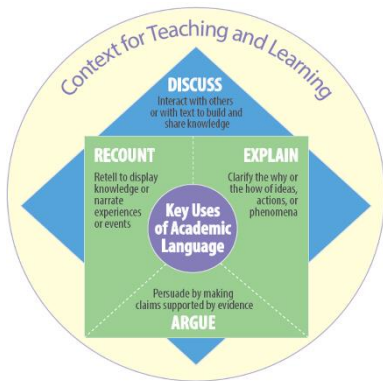 Context for Teaching and Learning
DISCUSS
Interact with others
or with text to build and
share knowledge
RECOUNT
Retell to display
knowledge or
narrate
experiences
or events
EXPLAIN
Clarify the why or
the how of ideas,
actions, or
phenomena
Key Uses
of Academic
Language
Persuade by making
claims supported by evidence
ARGUE